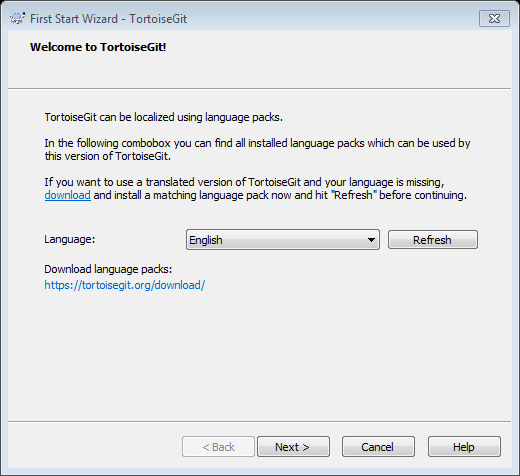 First Start Wizard - TortoiseGit
Welcome to TortoiseGit!
TortoiseGit can be localized using language packs.
In the following combobox you can find all installed language packs which can be used by
this version of TortoiseGit.
If you want to use a translated version of TortoiseGit and your language is missing,
download and install a matching language pack now and hit "Refresh" before continuing.
Language: English Refresh
Download language packs:
https://tortoisegit.org/download/
< Back Next > Cancel Help